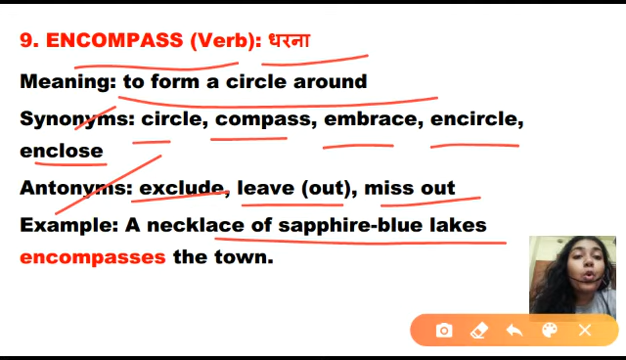 9. ENCOMPASS (Verb): धरना
Meaning: to form a circle around
Synonyms: circle, compass, embrace, encircle,
enclose
Antonyms: exclude, leave (out), miss out
Example: A necklace of sapphire-blue lakes
encompasses the town.